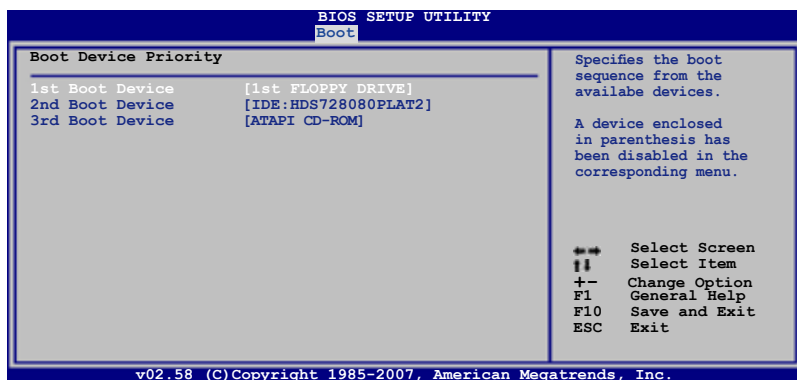 BIOS SETUP UTILITY
Boot
Boot Device Priority
1st Boot Device [1st FLOPPY DRIVE]
2nd Boot Device [IDE:HDS728080PLAT2]
3rd Boot Device [ATAPI CD-ROM]
Specifies the boot
sequence from the
availabe devices.
A device enclosed
in parenthesis has
been disabled in the
corresponding menu.
←→ Select Screen
↑↓ Select Item
+- Change Option
F1 General Help
F10 Save and Exit
ESC Exit
v02.58 (C)Copyright 1985-2007, American Megatrends, Inc.